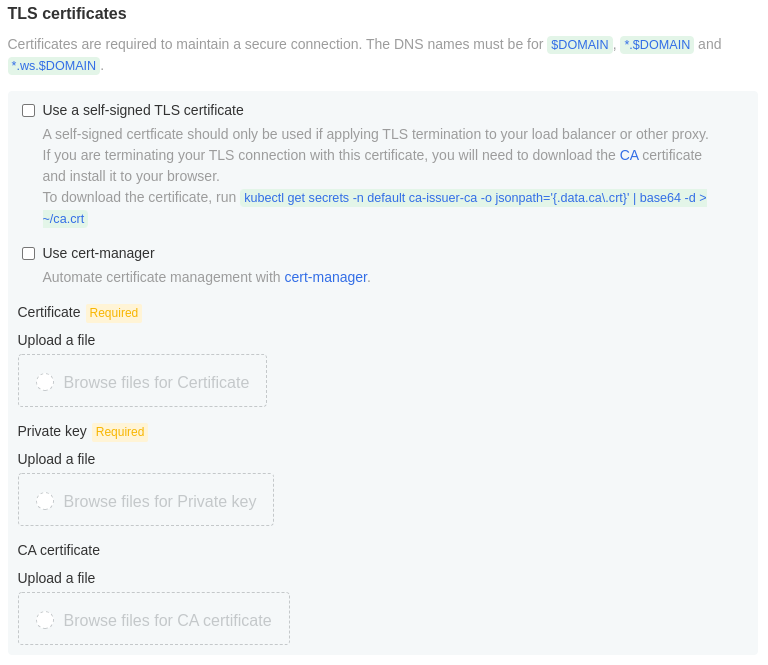 TLS certificates
Certificates are required to maintain a secure connection. The DNS names must be for $DOMAIN, *.$DOMAIN and
*.ws.$DOMAIN.
Use a self-signed TLS certificate
A self-signed certficate should only be used if applying TLS termination to your load balancer or other proxy.
If you are terminating your TLS connection with this certificate, you will need to download the CA certificate
and install it to your browser.
To download the certificate, run kubectl get secrets -n default ca-issuer-ca -o jsonpath='{.data.ca\.crt}' | base64 -d >
~/ca.crt
Use cert-manager
Automate certificate management with cert-manager.
Certificate Required
Upload a file
Browse files for Certificate
Private key Required
Upload a file
Browse files for Private key
CA certificate
Upload a file
Browse files for CA certificate